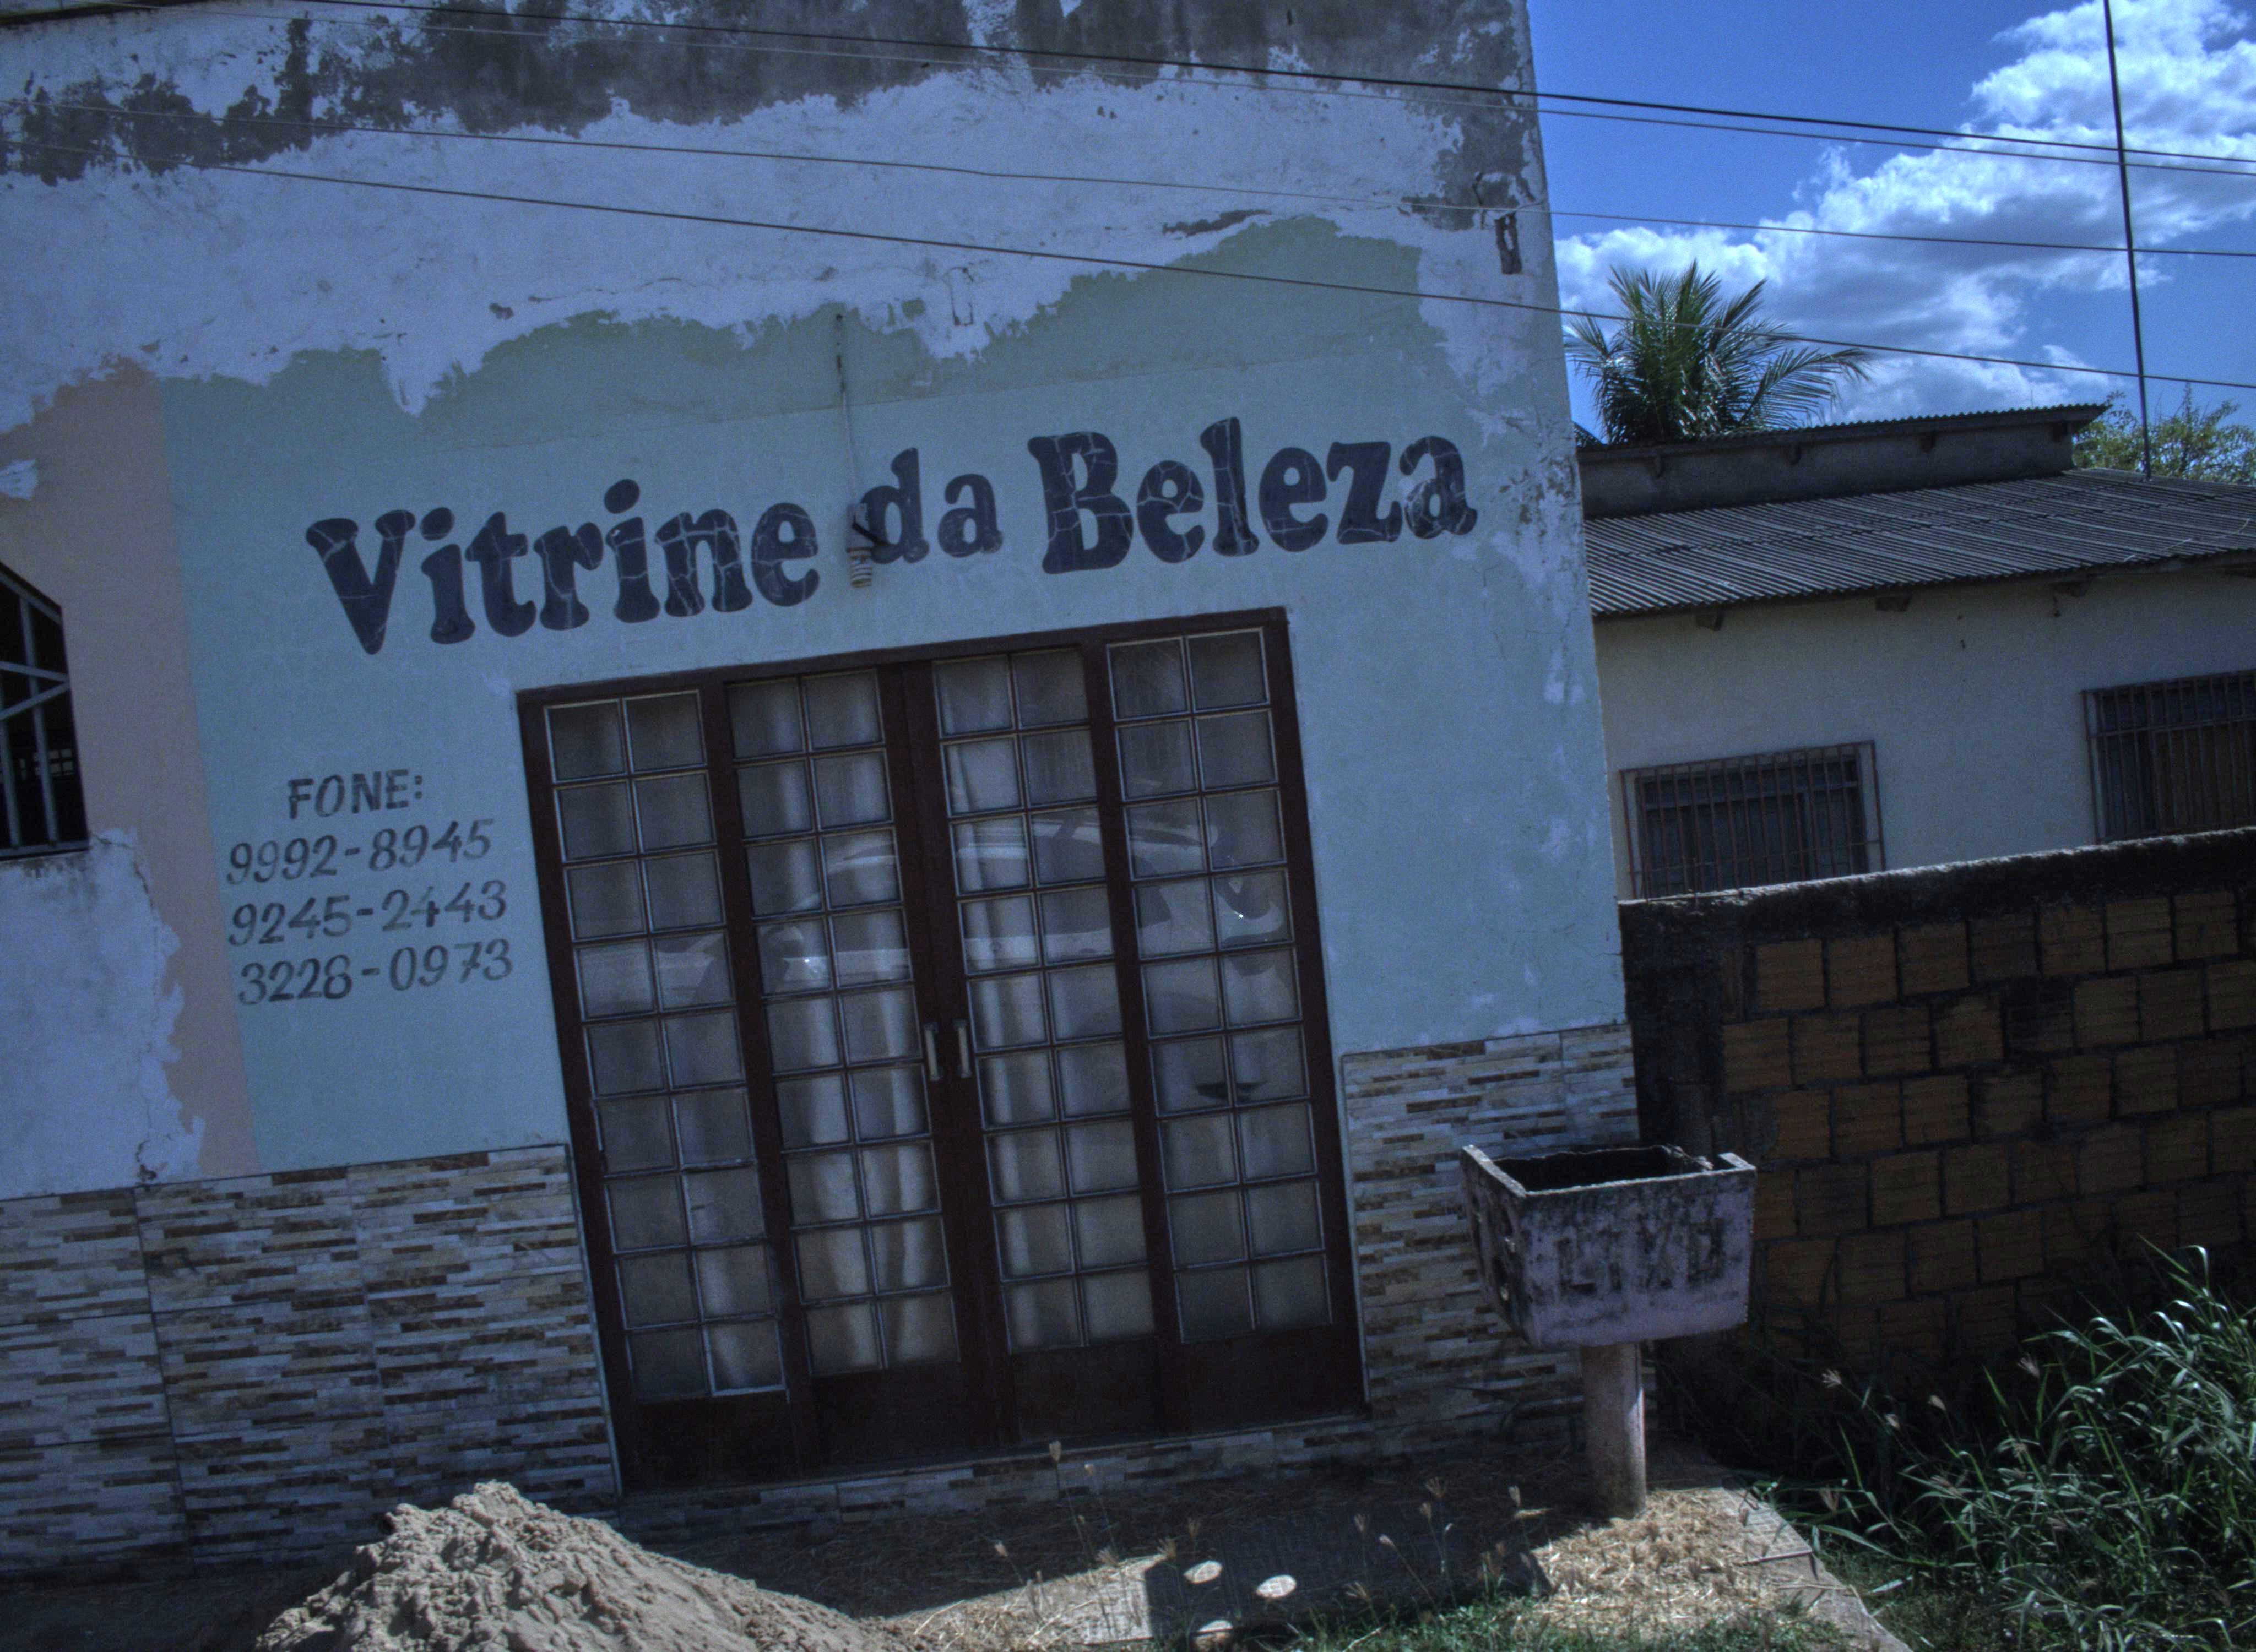 Vitrine da Beleza
FONE:
9992-8945
9245-2443
3228-0973